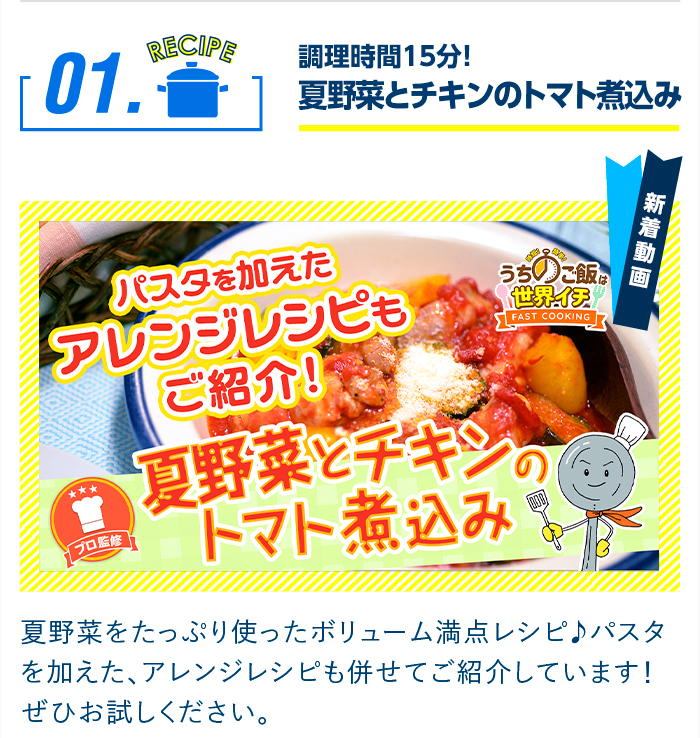 RECIPE
01.
調理時間15分!
夏野菜とチキンのトマト煮込み
新着動画
パスタを加えた
アレンジレシピも
ご紹介!
うちのご飯は
世界イチ
FAST COOKING
夏野菜とチキンの
トマト煮込み
プロ監修
夏野菜をたっぷり使ったボリューム満点レシピ♪パスタ
を加えた、アレンジレシピも併せてご紹介しています!
ぜひお試しください。